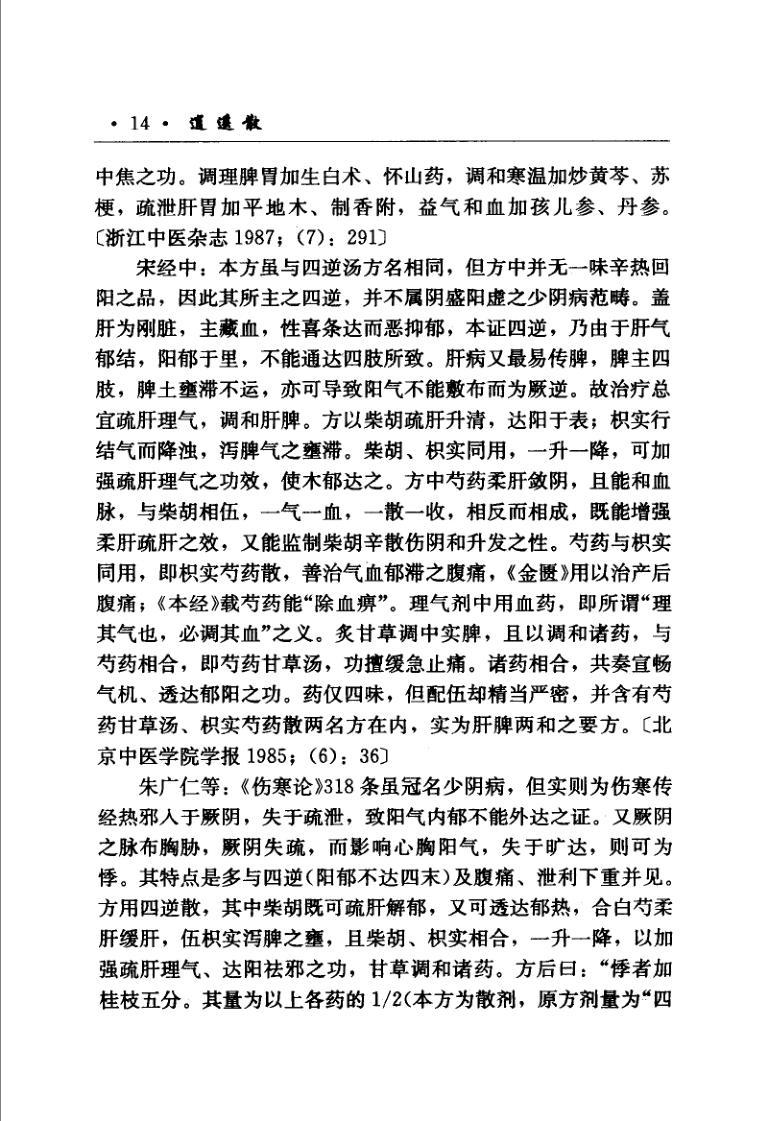 · 14 · 逍遥散
中焦之功。调理脾胃加生白术、怀山药，调和寒温加炒黄芩、苏
梗，疏泄肝胃加平地木、制香附，益气和血加孩儿参、丹参。
〔浙江中医杂志 1987；(7)：291〕
宋经中：本方虽与四逆汤方名相同，但方中并无一味辛热回
阳之品，因此其所主之四逆，并不属阴盛阳虚之少阴病范畴。盖
肝为刚脏，主藏血，性喜条达而恶抑郁，本证四逆，乃由于肝气
郁结，阳郁于里，不能通达四肢所致。肝病又最易传脾，脾主四
肢，脾土壅滞不运，亦可导致阳气不能敷布而为厥逆。故治疗总
宜疏肝理气，调和肝脾。方以柴胡疏肝升清，达阳于表；枳实行
结气而降浊，泻脾气之壅滞。柴胡、枳实同用，一升一降，可加
强疏肝理气之功效，使木郁达之。方中芍药柔肝敛阴，且能和血
脉，与柴胡相伍，一气一血，一散一收，相反而相成，既能增强
柔肝疏肝之效，又能监制柴胡辛散伤阴和升发之性。芍药与枳实
同用，即枳实芍药散，善治气血郁滞之腹痛，《金匮》用以治产后
腹痛；《本经》载芍药能“除血痹”。理气剂中用血药，即所谓“理
其气也，必调其血”之义。炙甘草调中实脾，且以调和诸药，与
芍药相合，即芍药甘草汤，功擅缓急止痛。诸药相合，共奏宣畅
气机、透达郁阳之功。药仅四味，但配伍却精当严密，并含有芍
药甘草汤、枳实芍药散两名方在内，实为肝脾两和之要方。〔北
京中医学院学报 1985；(6)：36〕
朱广仁等：《伤寒论》318 条虽冠名少阴病，但实则为伤寒传
经热邪入于厥阴，失于疏泄，致阳气内郁不能外达之证。又厥阴
之脉布胸胁，厥阴失疏，而影响心胸阳气，失于旷达，则可为
悸。其特点是多与四逆(阳郁不达四末)及腹痛、泄利下重并见。
方用四逆散，其中柴胡既可疏肝解郁，又可透达郁热，合白芍柔
肝缓肝，伍枳实泻脾之壅，且柴胡、枳实相合，一升一降，以加
强疏肝理气、达阳祛邪之功，甘草调和诸药。方后曰：“悸者加
桂枝五分。其量为以上各药的 1/2(本方为散剂，原方剂量为“四